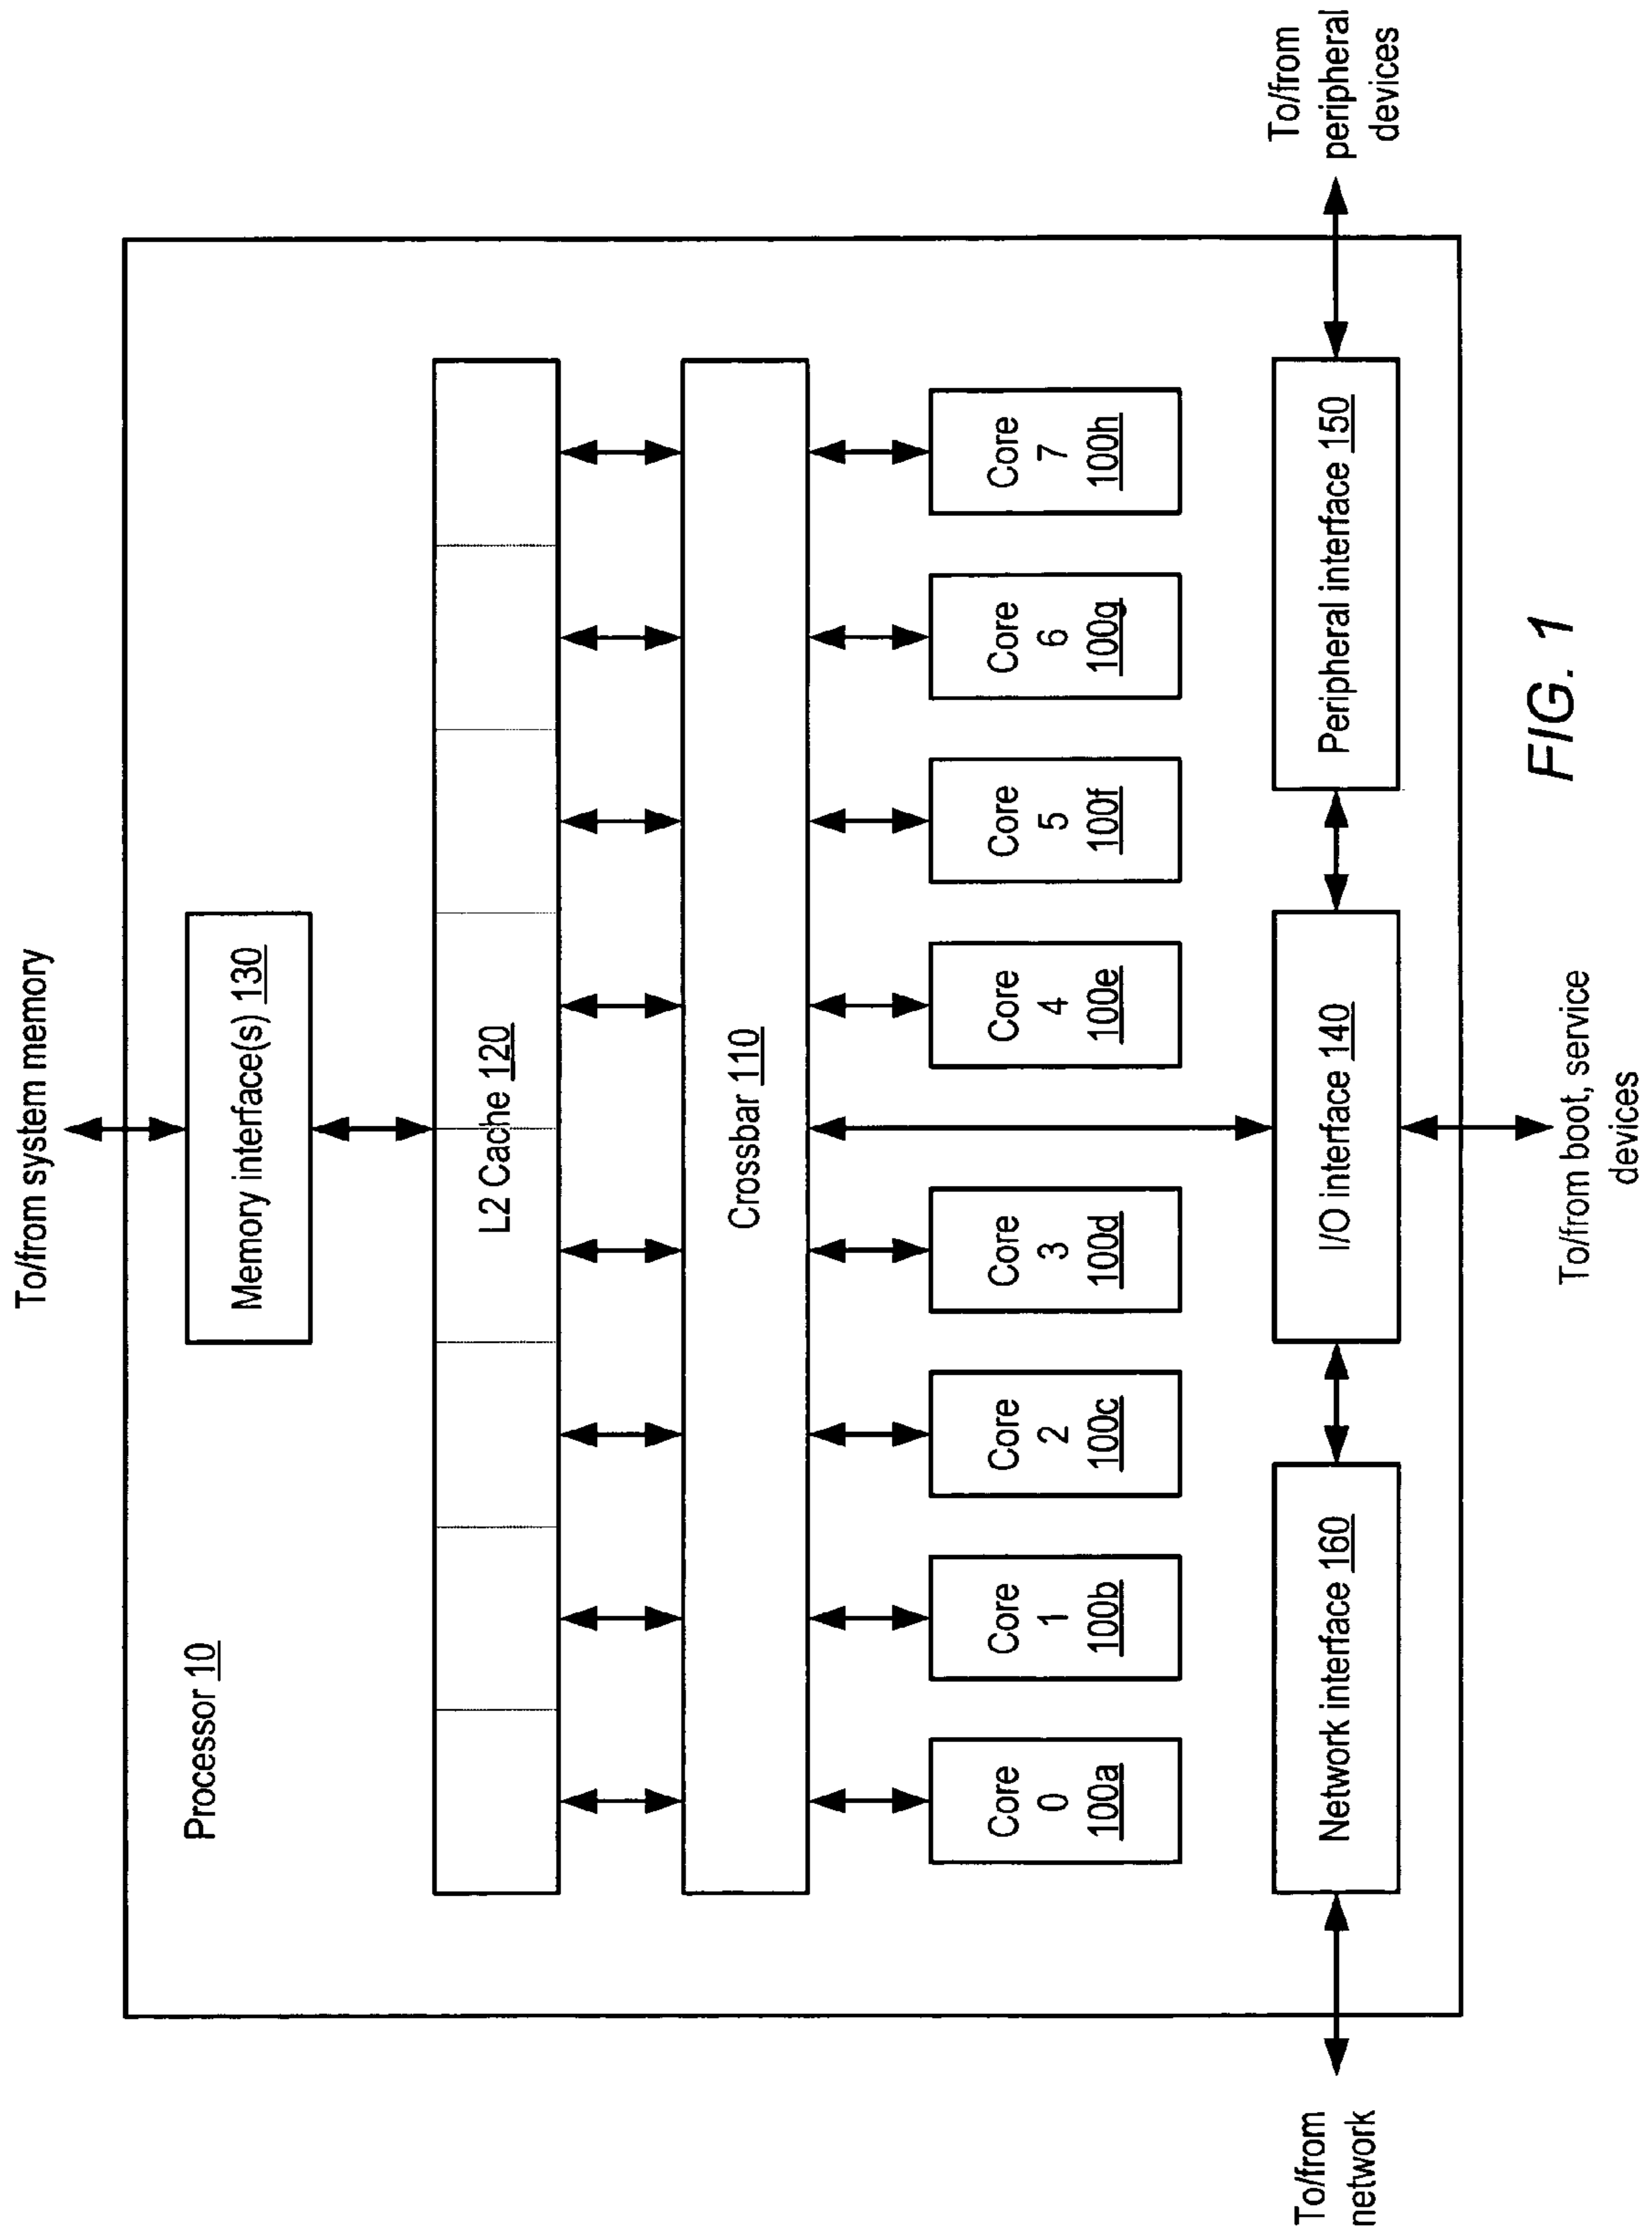 To/from system memory
Processor 10
Memory interface(s) 130
L2 Cache 120
Crossbar 110
Core
0
100a
Core
1
100b
Core
2
100c
Core
3
100d
Core
4
100e
Core
5
100f
Core
6
100g
Core
7
100h
To/from
network
Network interface 160
I/O interface 140
Peripheral interface 150
To/from
peripheral
devices
To/from boot, service
devices
FIG. 1